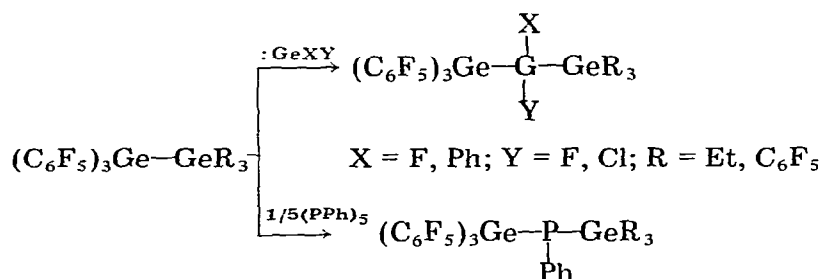 X
:GeXY
(C₆F₅)₃Ge—G—GeR₃
Y
(C₆F₅)₃Ge—GeR₃
X = F, Ph; Y = F, Cl; R = Et, C₆F₅
1/5(PPh)₅
(C₆F₅)₃Ge—P—GeR₃
Ph